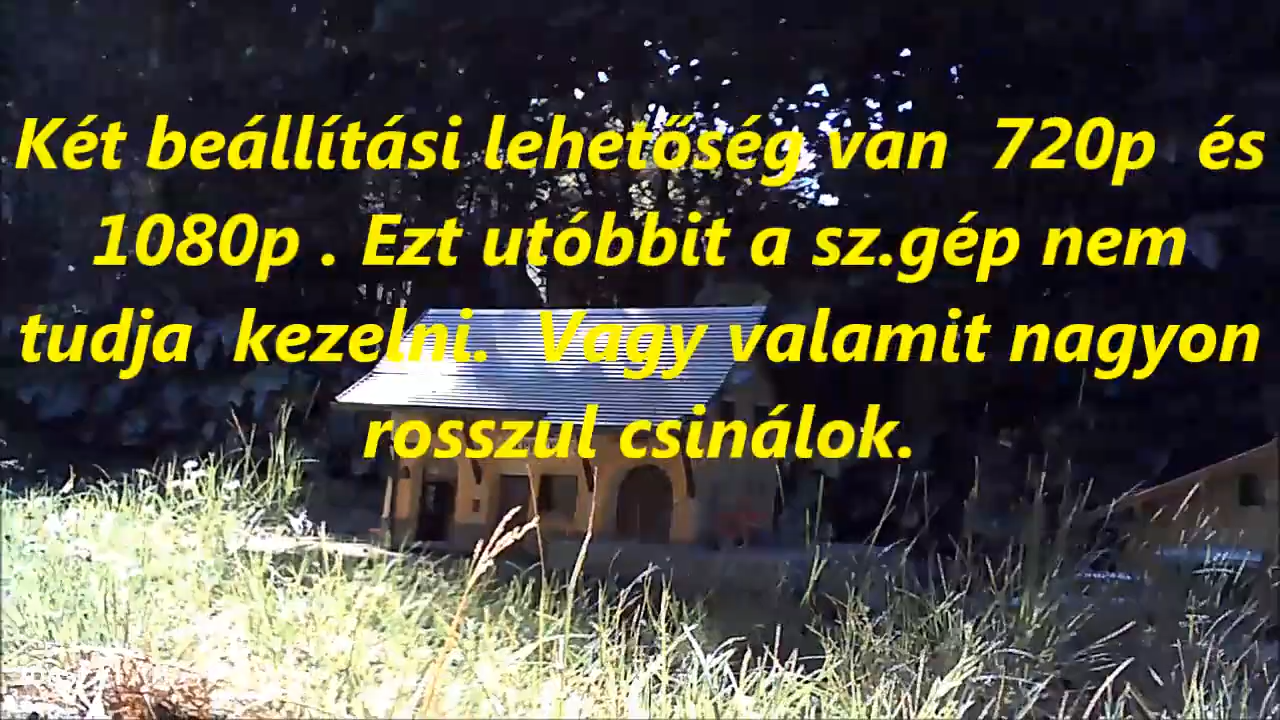 Két beállítási lehetőség van  720p  és
1080p . Ezt utóbbit a sz.gép nem
tudja  kezelni.  Vagy valamit nagyon
rosszul csinálok.